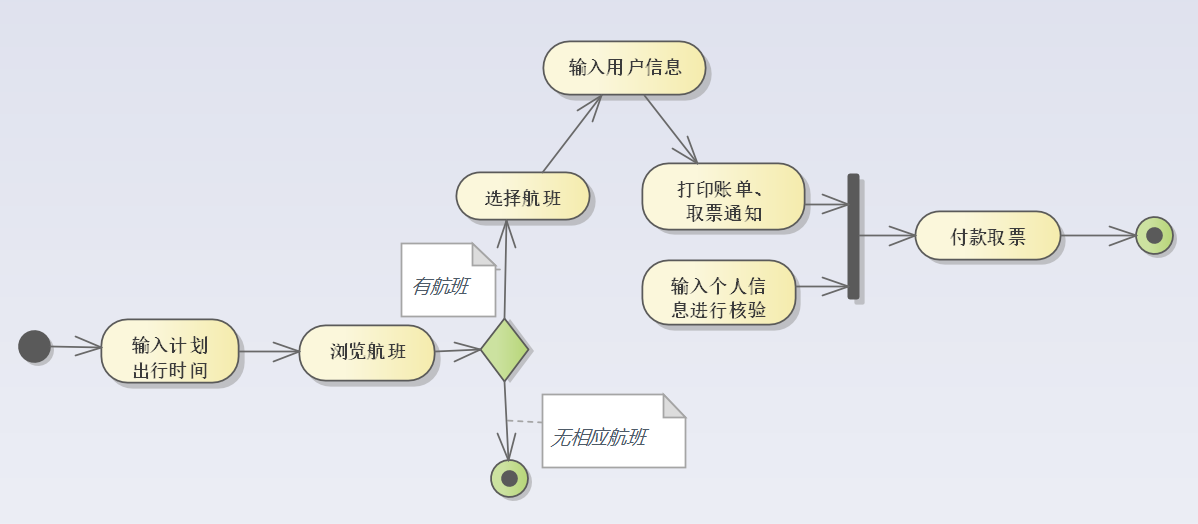 输入用户信息
选择航班
打印账单、
取票通知
付款取票
有航班
输入个人信
息进行核验
输入计划
出行时间
浏览航班
无相应航班